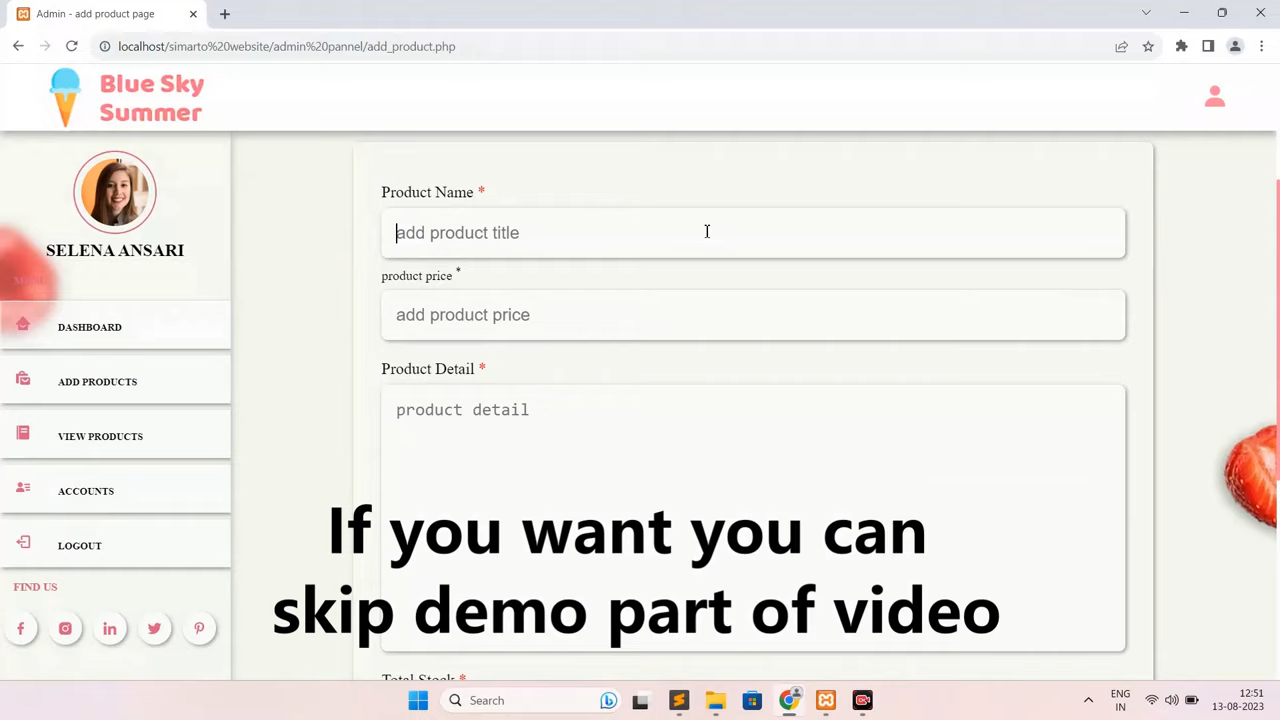 Admin - add product page
localhost/simarto%20website/admin%20pannel/add_product.php
Blue Sky
Summer
SELENA ANSARI
MENU
DASHBOARD
ADD PRODUCTS
VIEW PRODUCTS
ACCOUNTS
LOGOUT
FIND US
Product Name *
add product title
product price *
add product price
Product Detail *
product detail
If you want you can
skip demo part of video
Total Stock *
Search
ENG
IN
12:51
13-08-2023